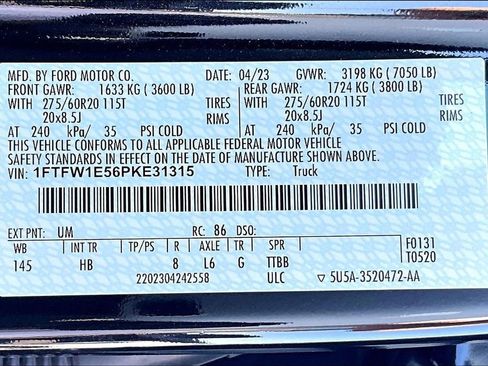 MFD. BY FORD MOTOR CO. DATE: 04/23 GVWR: 3198 KG ( 7050 LB)
FRONT GAWR: 1633 KG ( 3600 LB) REAR GAWR: 1724 KG ( 3800 LB)
WITH 275/60R20 115T TIRES WITH 275/60R20 115T TIRES
20x8.5J RIMS 20x8.5J RIMS
AT 240 kPa/ 35 PSI COLD AT 240 kPa/ 35 PSI COLD
THIS VEHICLE CONFORMS TO ALL APPLICABLE FEDERAL MOTOR VEHICLE
SAFETY STANDARDS IN EFFECT ON THE DATE OF MANUFACTURE SHOWN ABOVE.
VIN: 1FTFW1E56PKE31315 TYPE: Truck
EXT PNT: UM RC: 86 DSO:
WB INT TR TP/PS R AXLE TR SPR F0131
145 HB 8 L6 G TTBB T0520
2202304242558 ULC 5U5A-3520472-AA